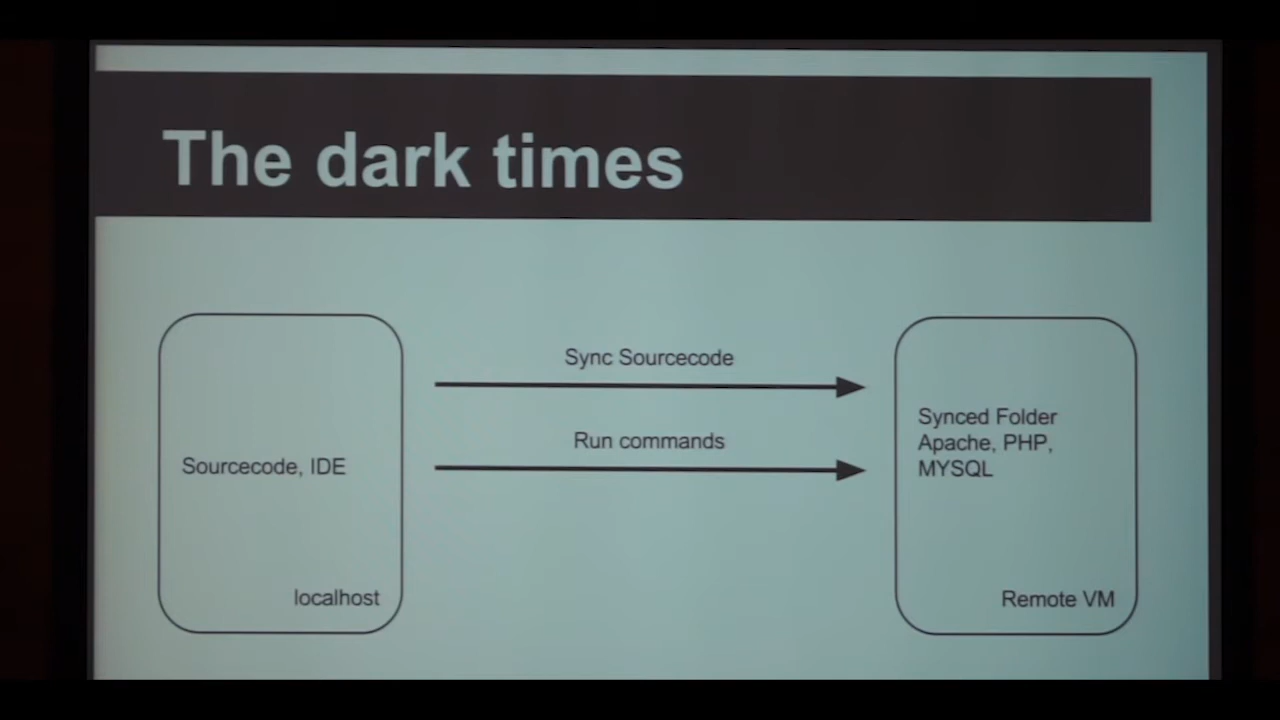 The dark times
Sync Sourcecode
Run commands
Sourcecode, IDE
localhost
Synced Folder
Apache, PHP,
MYSQL
Remote VM